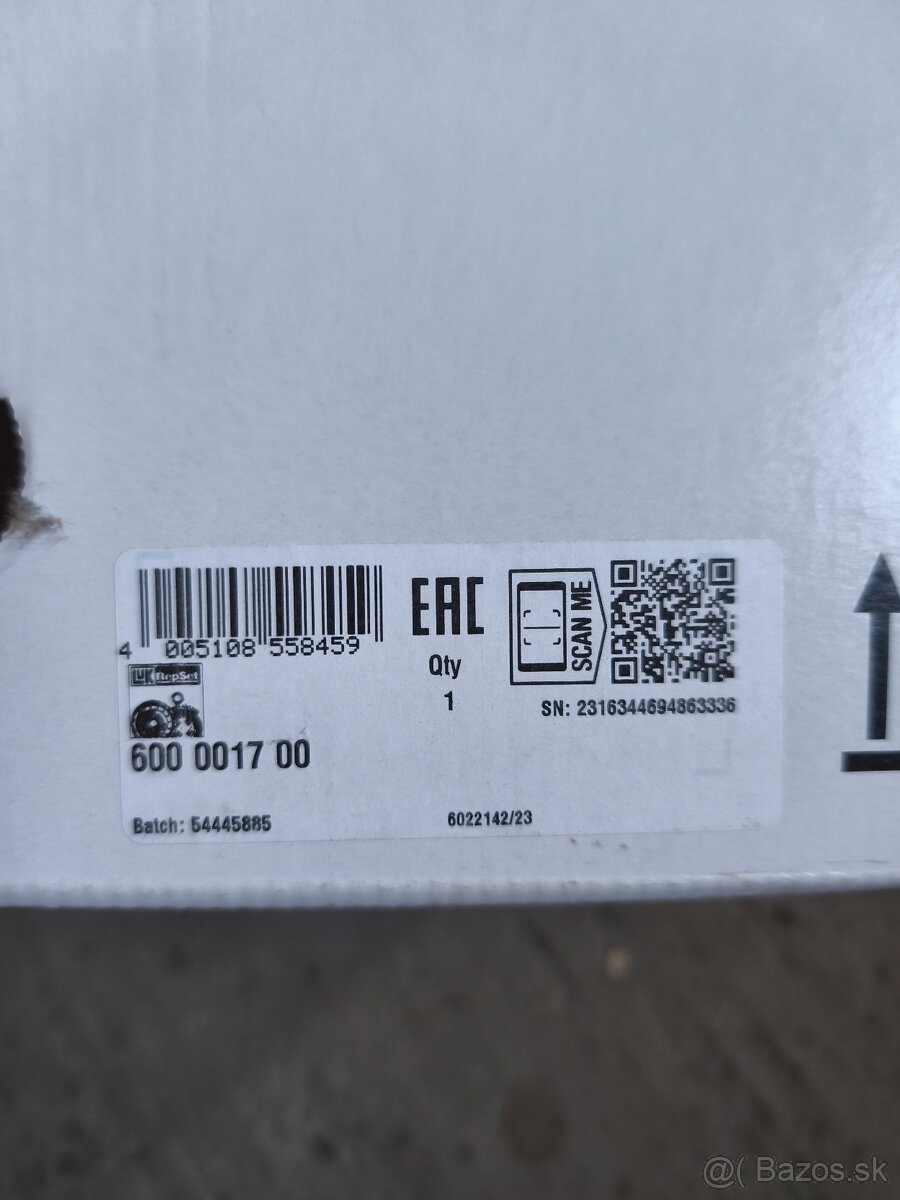 4 005108 558459
EAC
Qty
1
SCAN ME
SN: 2316344694863336
LUK RepSet
600 0017 00
Batch: 54445885
6022142/23
@( Bazos.sk